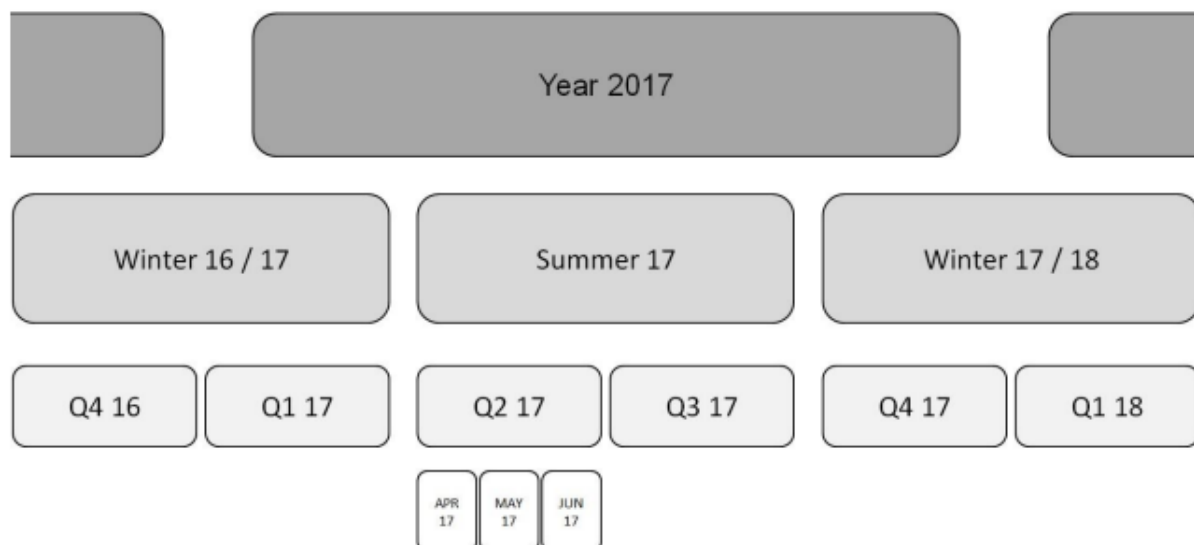 Year 2017
Winter 16 / 17
Summer 17
Winter 17 / 18
Q4 16
Q1 17
Q2 17
Q3 17
Q4 17
Q1 18
APR
17
MAY
17
JUN
17